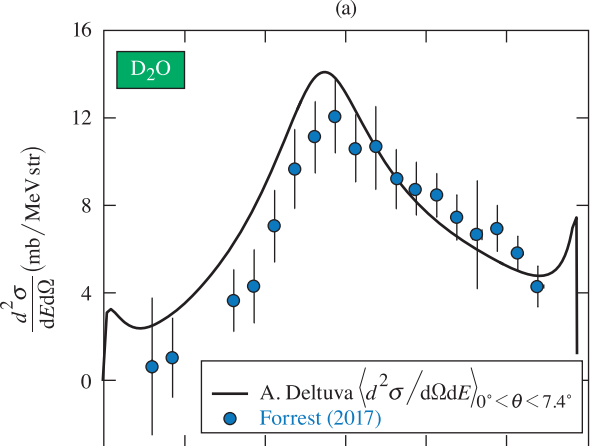 (a)
16
D₂O
12
8
4
0
d²σ/dEdΩ (mb/MeV str)
A. Deltuva ⟨d²σ/dΩdE⟩0°<θ<7.4°
Forrest (2017)